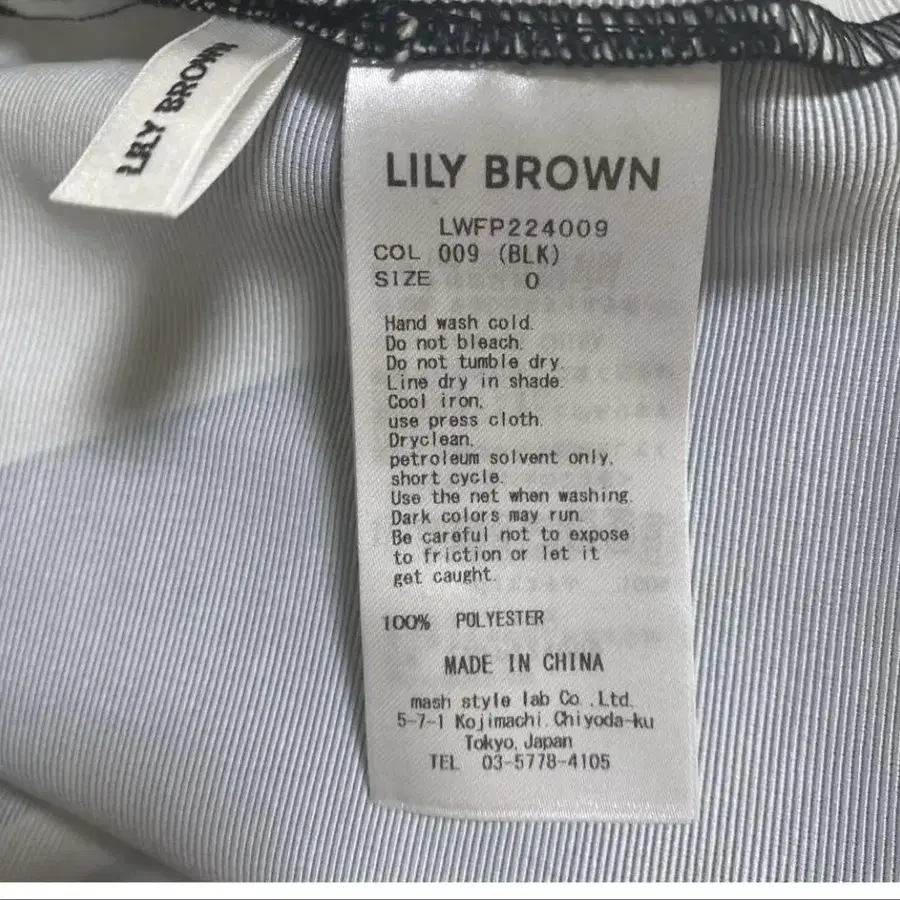 LILY BROWN
LILY BROWN
LWFP224009
COL 009 (BLK)
SIZE 0
Hand wash cold.
Do not bleach.
Do not tumble dry.
Line dry in shade.
Cool iron,
use press cloth.
Dryclean,
petroleum solvent only,
short cycle.
Use the net when washing.
Dark colors may run.
Be careful not to expose
to friction or let it
get caught.
100% POLYESTER
MADE IN CHINA
mash style lab Co.,Ltd.
5-7-1 Kojimachi.Chiyoda-ku
Tokyo,Japan
TEL 03-5778-4105